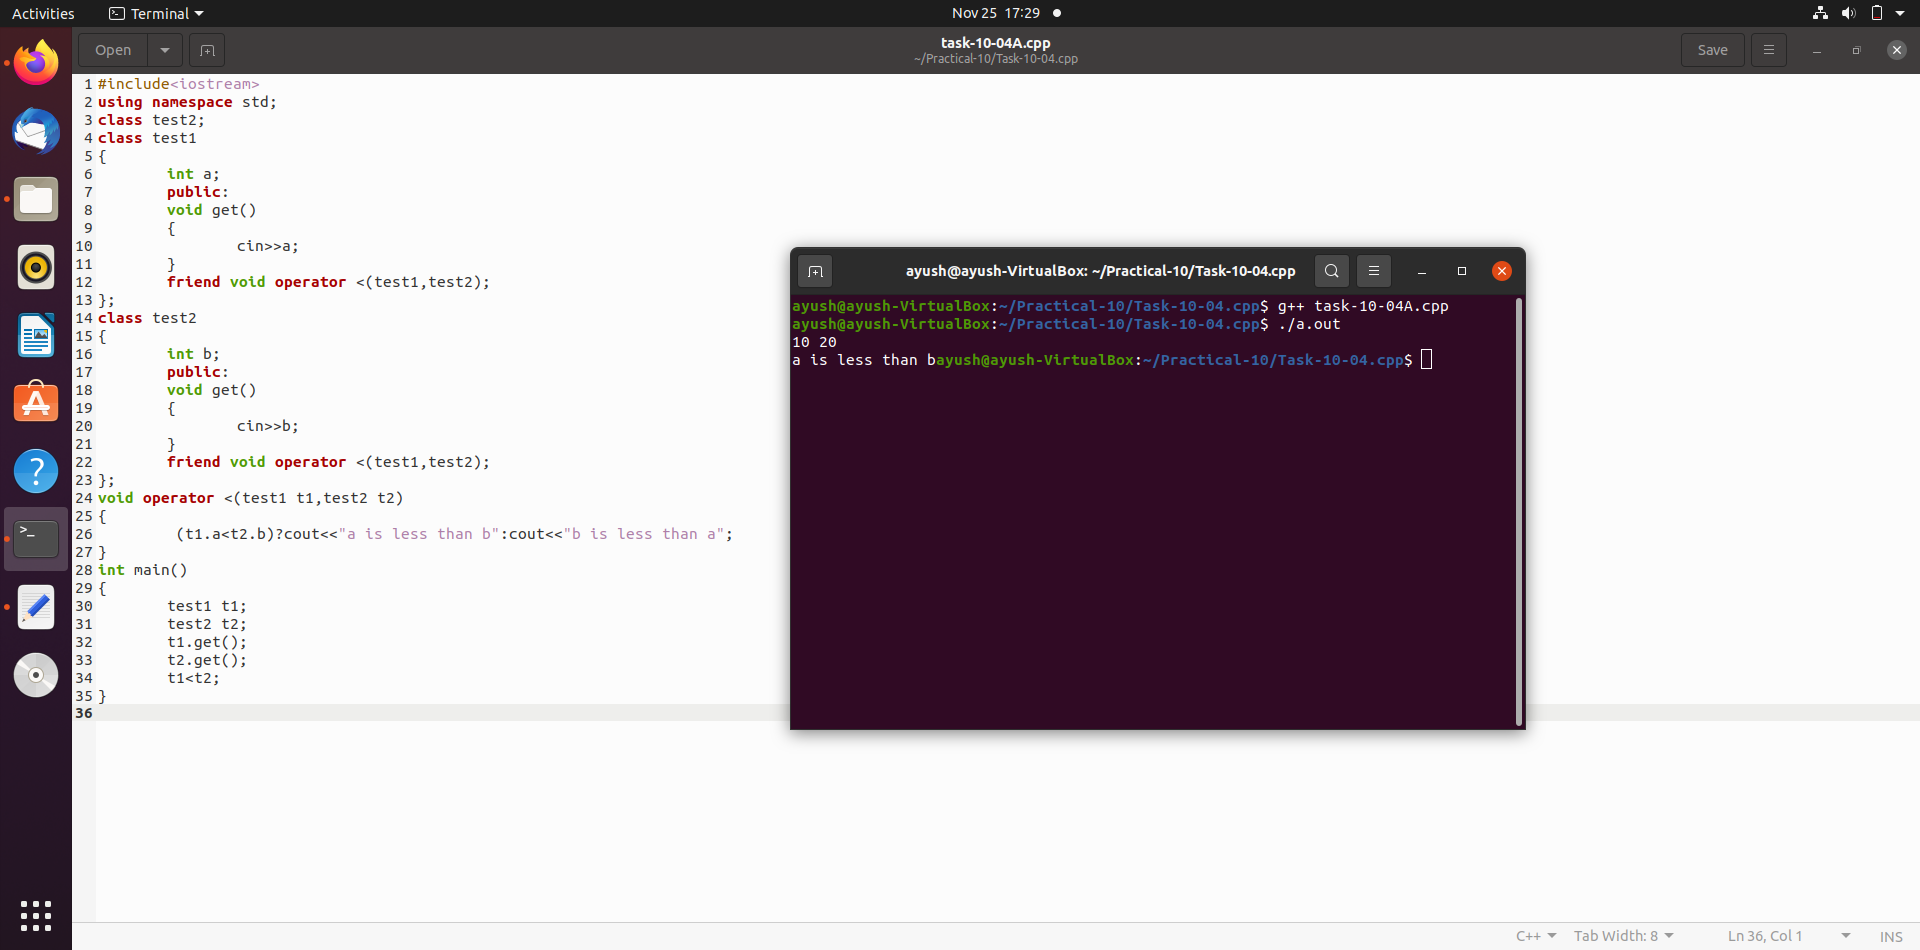 Activities Terminal Nov 25 17:29
Open task-10-04A.cpp Save
~/Practical-10/Task-10-04.cpp
1 #include<iostream>
2 using namespace std;
3 class test2;
4 class test1
5 {
6 int a;
7 public:
8 void get()
9 {
10 cin>>a;
11 }
12 friend void operator <(test1,test2);
13 };
14 class test2
15 {
16 int b;
17 public:
18 void get()
19 {
20 cin>>b;
21 }
22 friend void operator <(test1,test2);
23 };
24 void operator <(test1 t1,test2 t2)
25 {
26 (t1.a<t2.b)?cout<<"a is less than b":cout<<"b is less than a";
27 }
28 int main()
29 {
30 test1 t1;
31 test2 t2;
32 t1.get();
33 t2.get();
34 t1<t2;
35 }
36
ayush@ayush-VirtualBox: ~/Practical-10/Task-10-04.cpp
ayush@ayush-VirtualBox:~/Practical-10/Task-10-04.cpp$ g++ task-10-04A.cpp
ayush@ayush-VirtualBox:~/Practical-10/Task-10-04.cpp$ ./a.out
10 20
a is less than bayush@ayush-VirtualBox:~/Practical-10/Task-10-04.cpp$
C++ Tab Width: 8 Ln 36, Col 1 INS